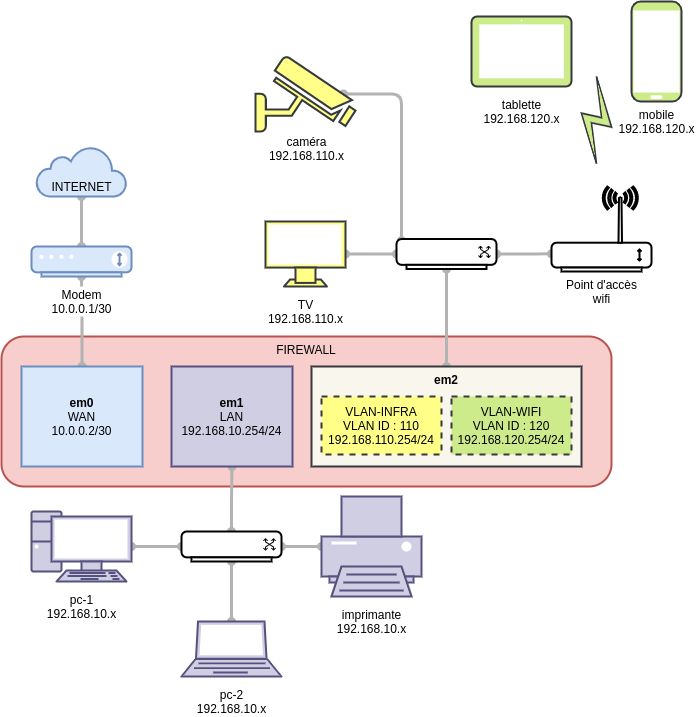 tablette
192.168.120.x
mobile
192.168.120.x
caméra
192.168.110.x
INTERNET
Modem
10.0.0.1/30
TV
192.168.110.x
Point d'accès
wifi
FIREWALL
em0
WAN
10.0.0.2/30
em1
LAN
192.168.10.254/24
em2
VLAN-INFRA
VLAN ID : 110
192.168.110.254/24
VLAN-WIFI
VLAN ID : 120
192.168.120.254/24
pc-1
192.168.10.x
imprimante
192.168.10.x
pc-2
192.168.10.x